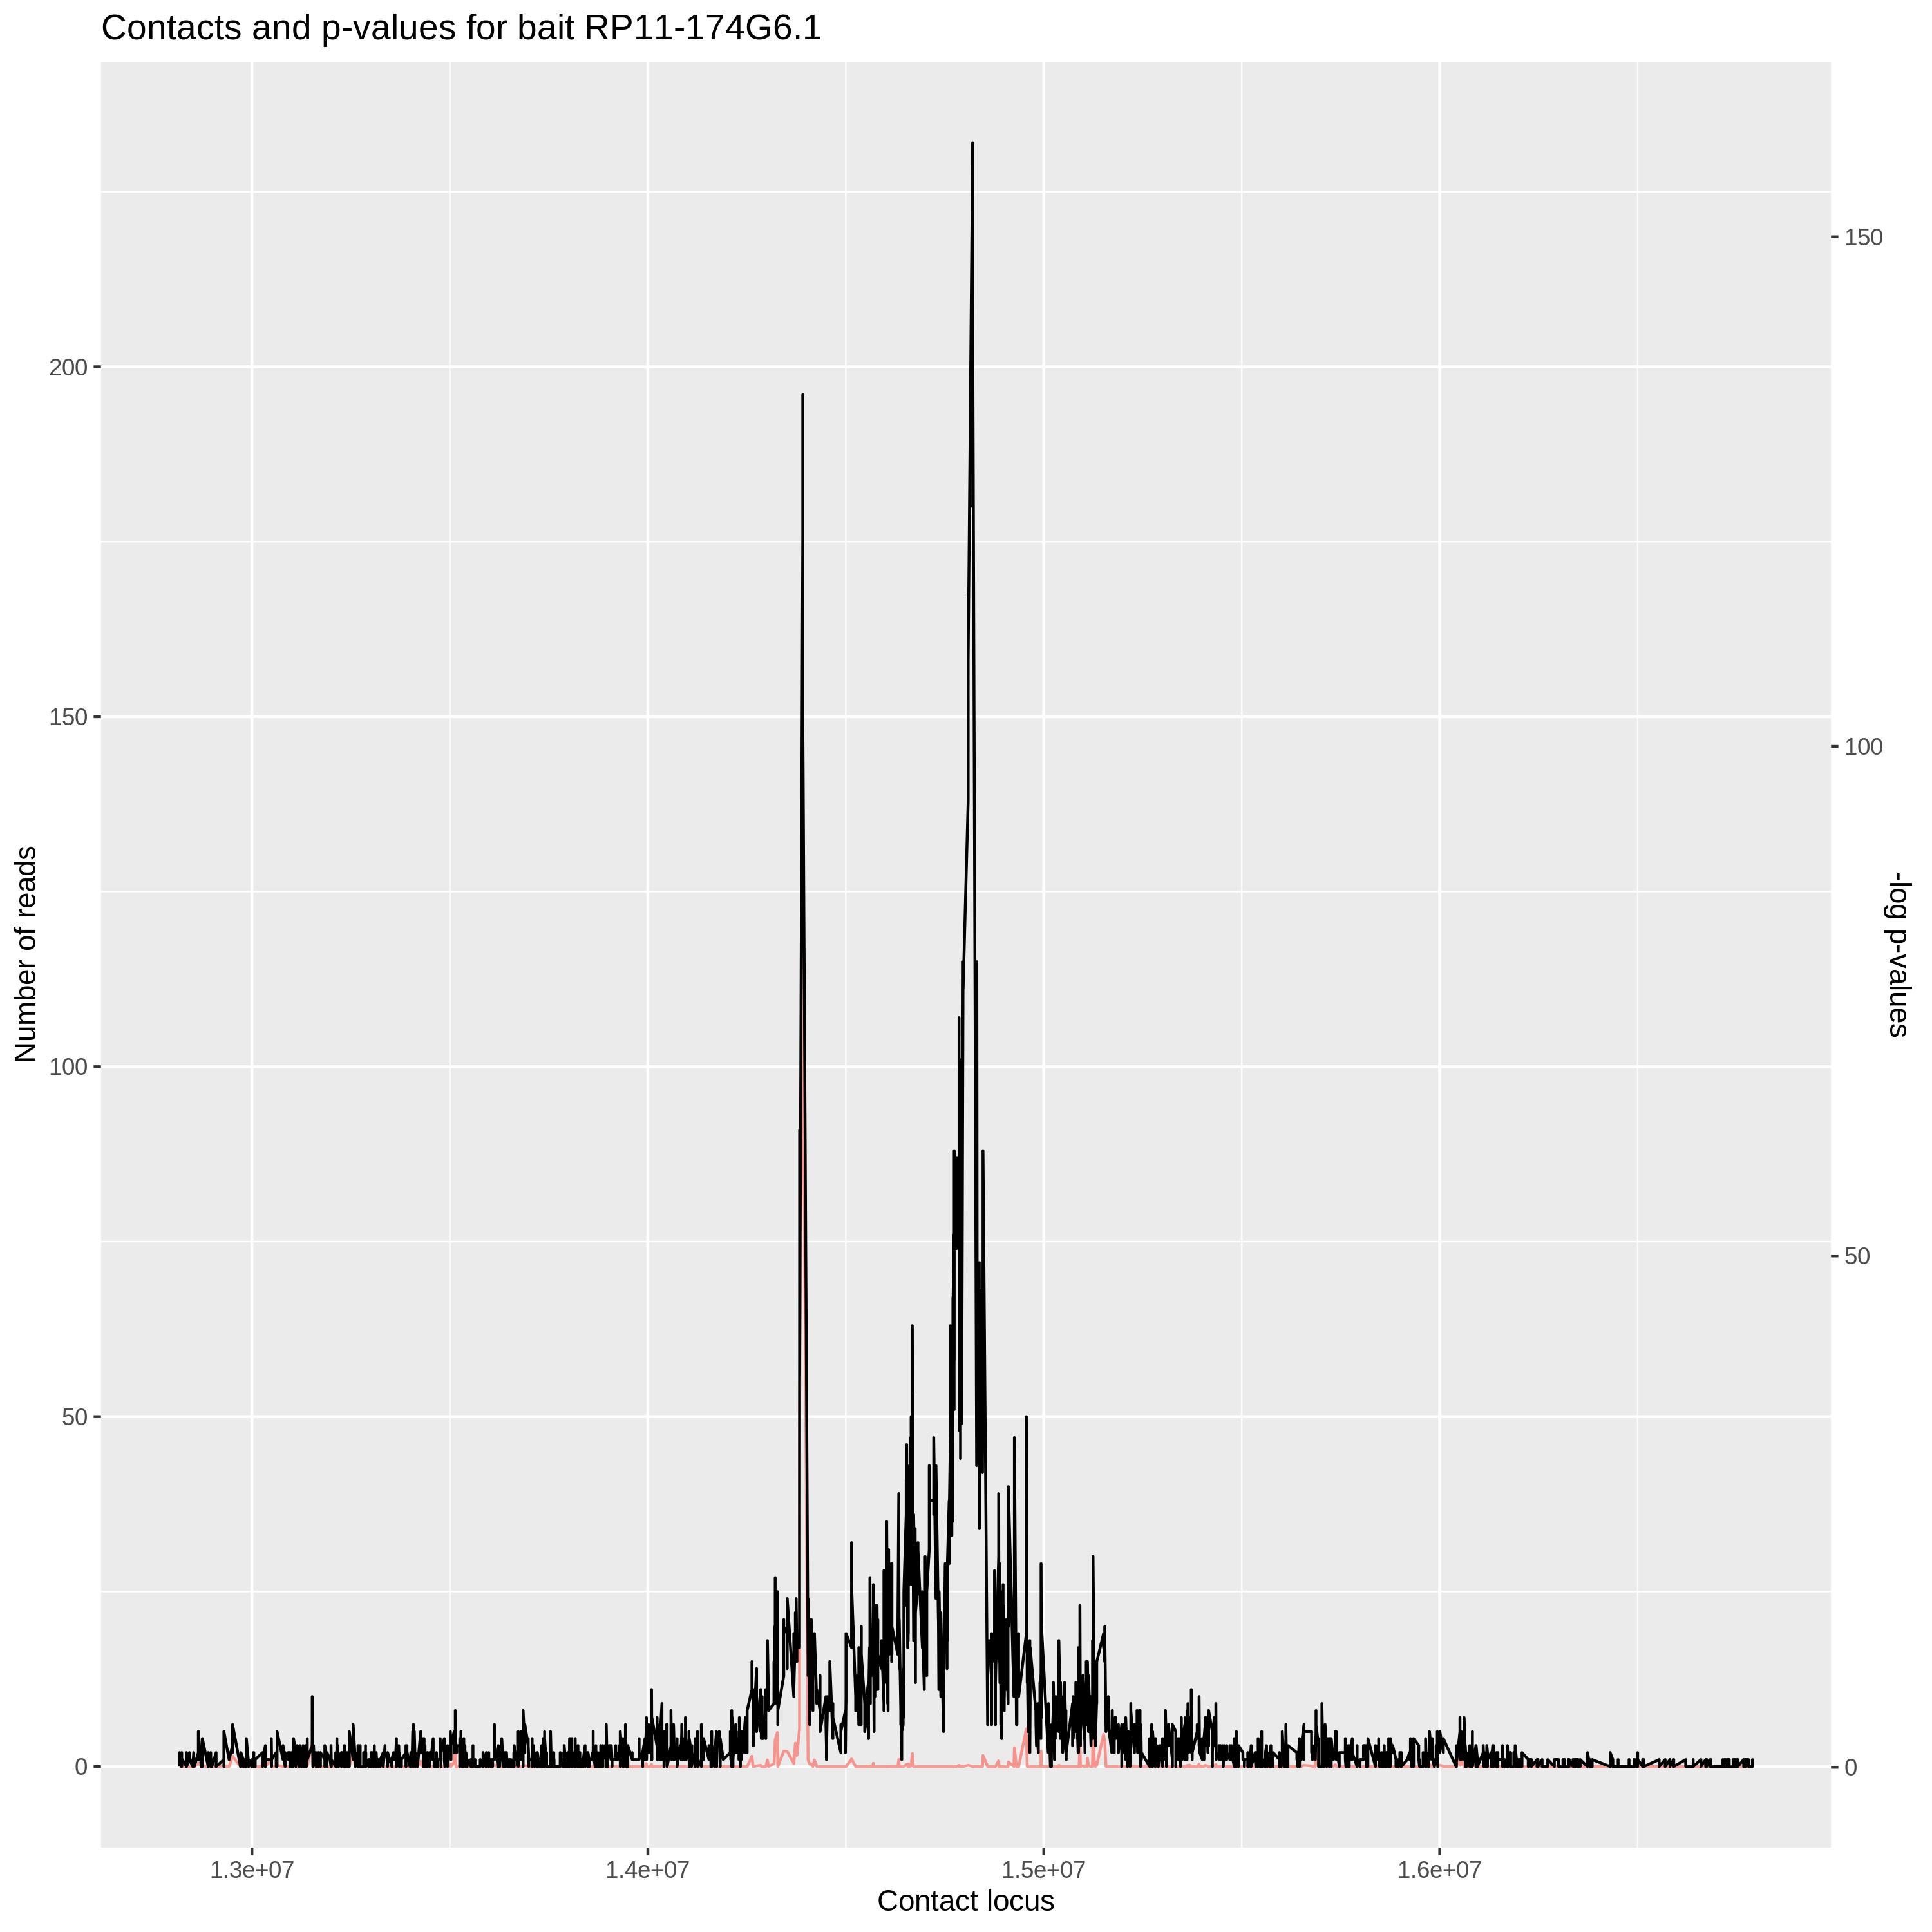 Contacts and p-values for bait RP11-174G6.1
200
150
100
50
0
Number of reads
150
100
50
0
-log p-values
1.3e+07
1.4e+07
1.5e+07
1.6e+07
Contact locus